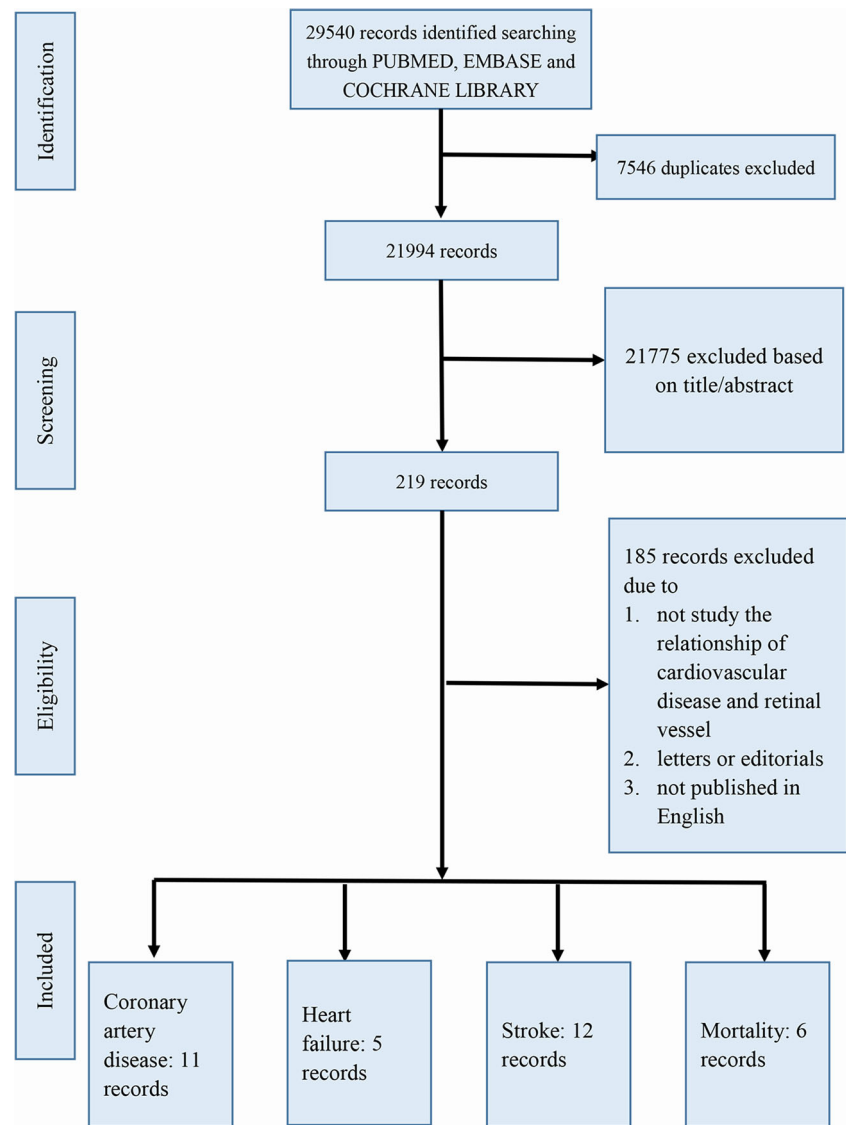 Identification
29540 records identified searching
through PUBMED, EMBASE and
COCHRANE LIBRARY
7546 duplicates excluded
21994 records
Screening
21775 excluded based
on title/abstract
219 records
Eligibility
185 records excluded
due to
1. not study the
relationship of
cardiovascular
disease and retinal
vessel
2. letters or editorials
3. not published in
English
Included
Coronary
artery
disease: 11
records
Heart
failure: 5
records
Stroke: 12
records
Mortality: 6
records